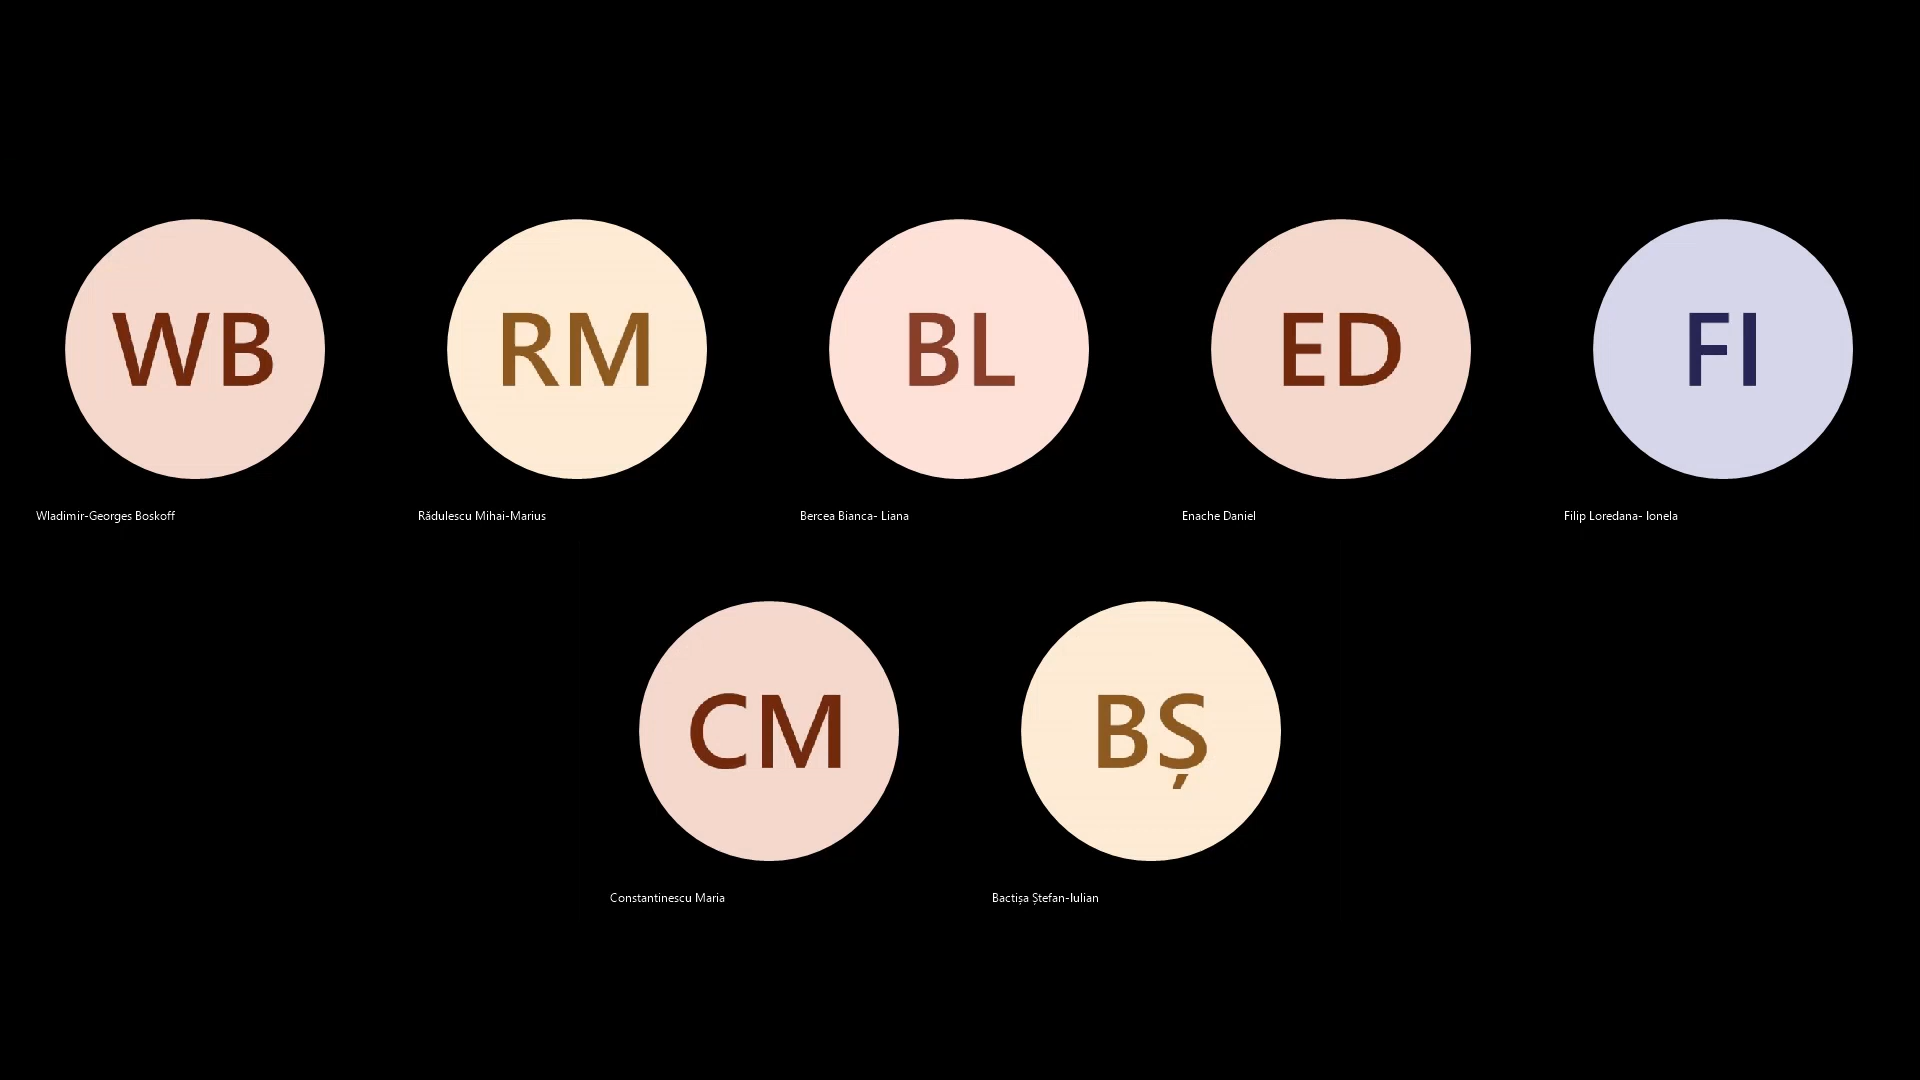 WB
RM
BL
ED
FI
Wladimir-Georges Boskoff
Rădulescu Mihai-Marius
Bercea Bianca- Liana
Enache Daniel
Filip Loredana- Ionela
CM
BȘ
Constantinescu Maria
Bactișa Ștefan-Iulian